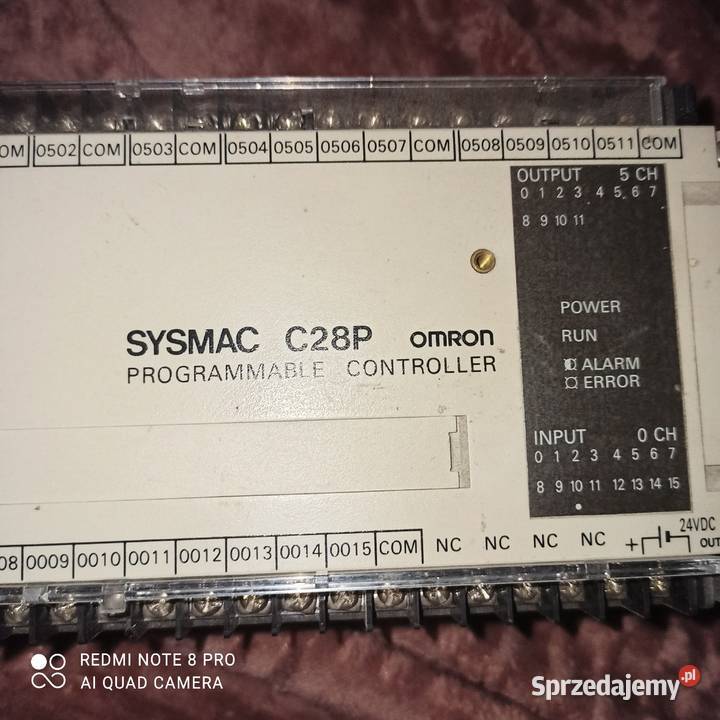 OM 0502 COM 0503 COM 0504 0505 0506 0507 COM 0508 0509 0510 0511 COM
OUTPUT 5 CH
0 1 2 3 4 5 6 7
8 9 10 11
POWER
RUN
ALARM
ERROR
SYSMAC C28P OMRON
PROGRAMMABLE CONTROLLER
INPUT 0 CH
0 1 2 3 4 5 6 7
8 9 10 11 12 13 14 15
08 0009 0010 0011 0012 0013 0014 0015 COM NC NC NC NC + 24VDC
OUT
REDMI NOTE 8 PRO
AI QUAD CAMERA
Sprzedajemy.pl